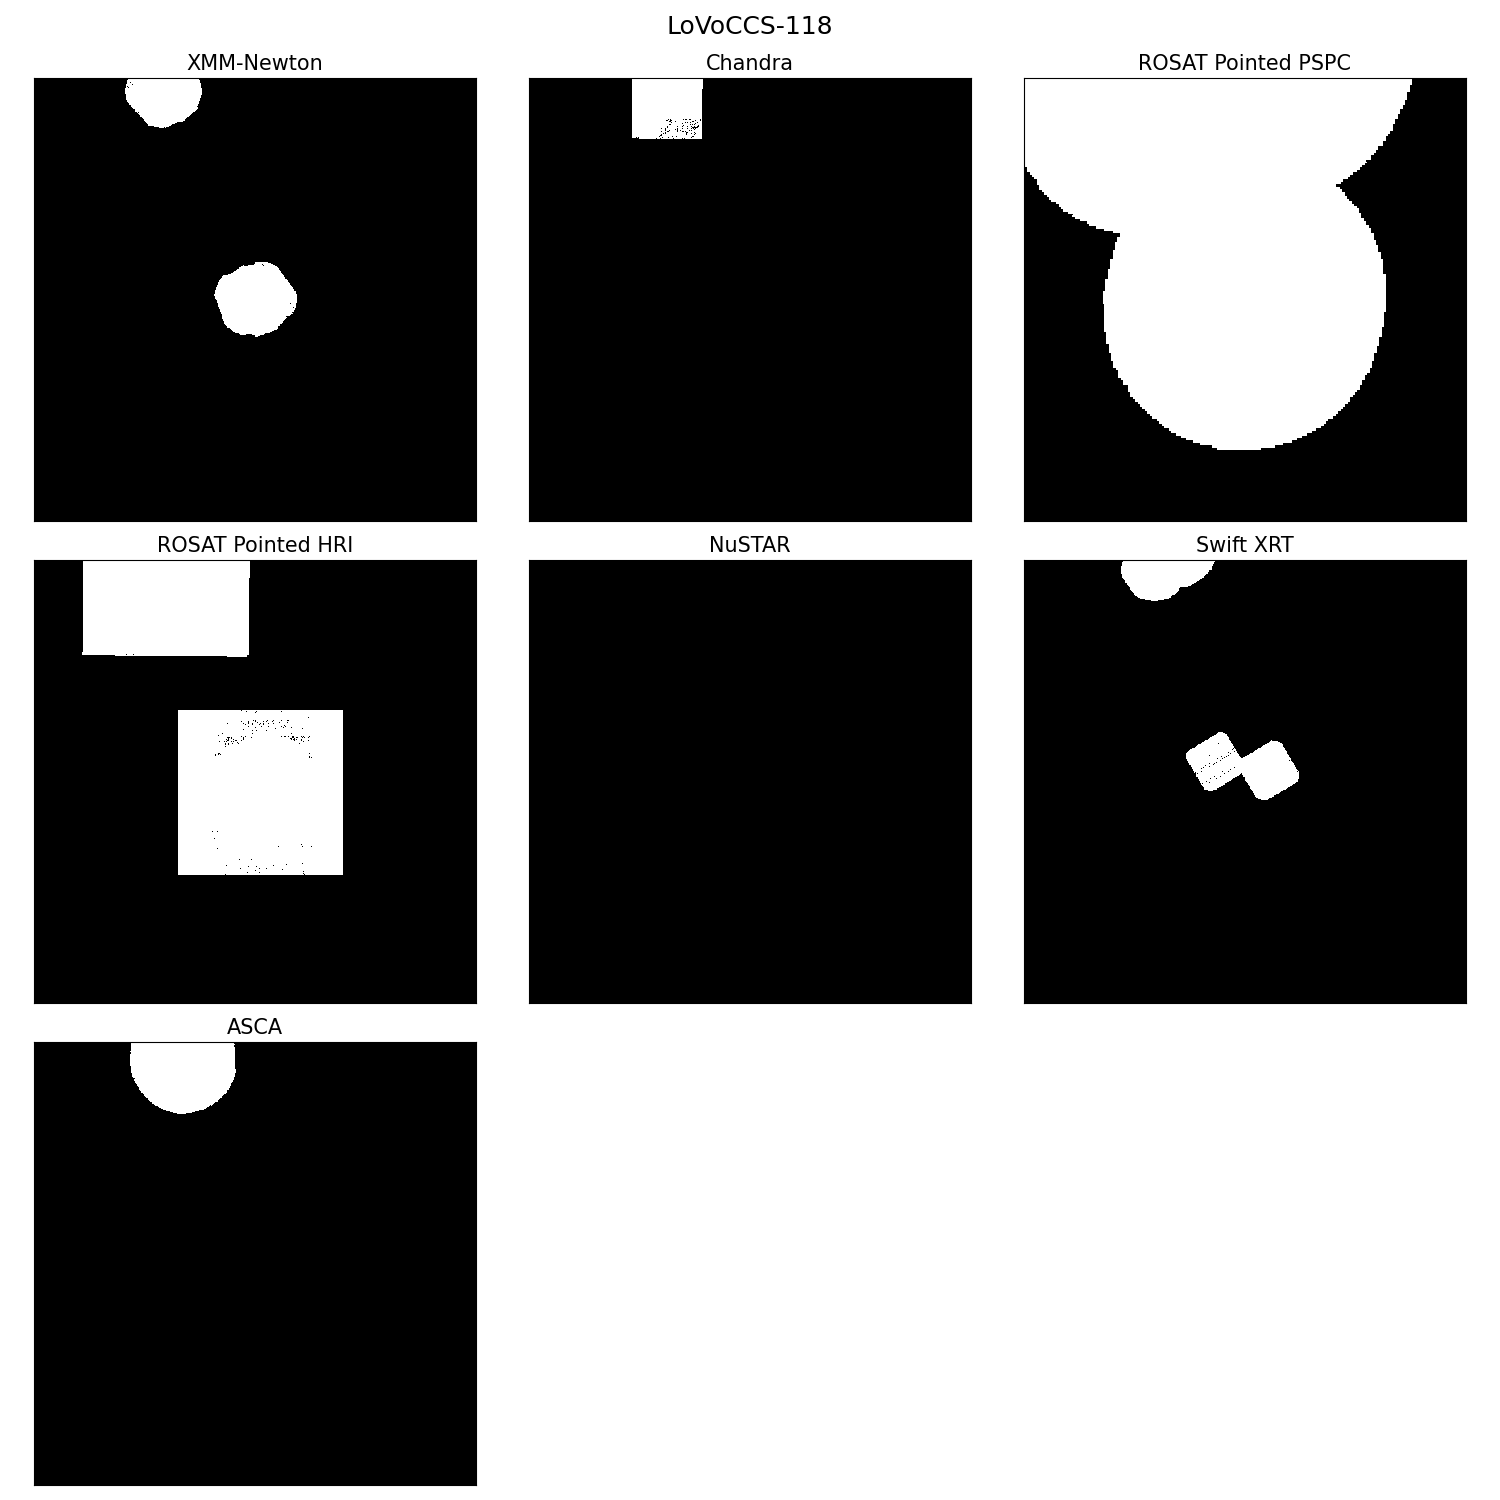 LoVoCCS-118
XMM-Newton
Chandra
ROSAT Pointed PSPC
ROSAT Pointed HRI
NuSTAR
Swift XRT
ASCA